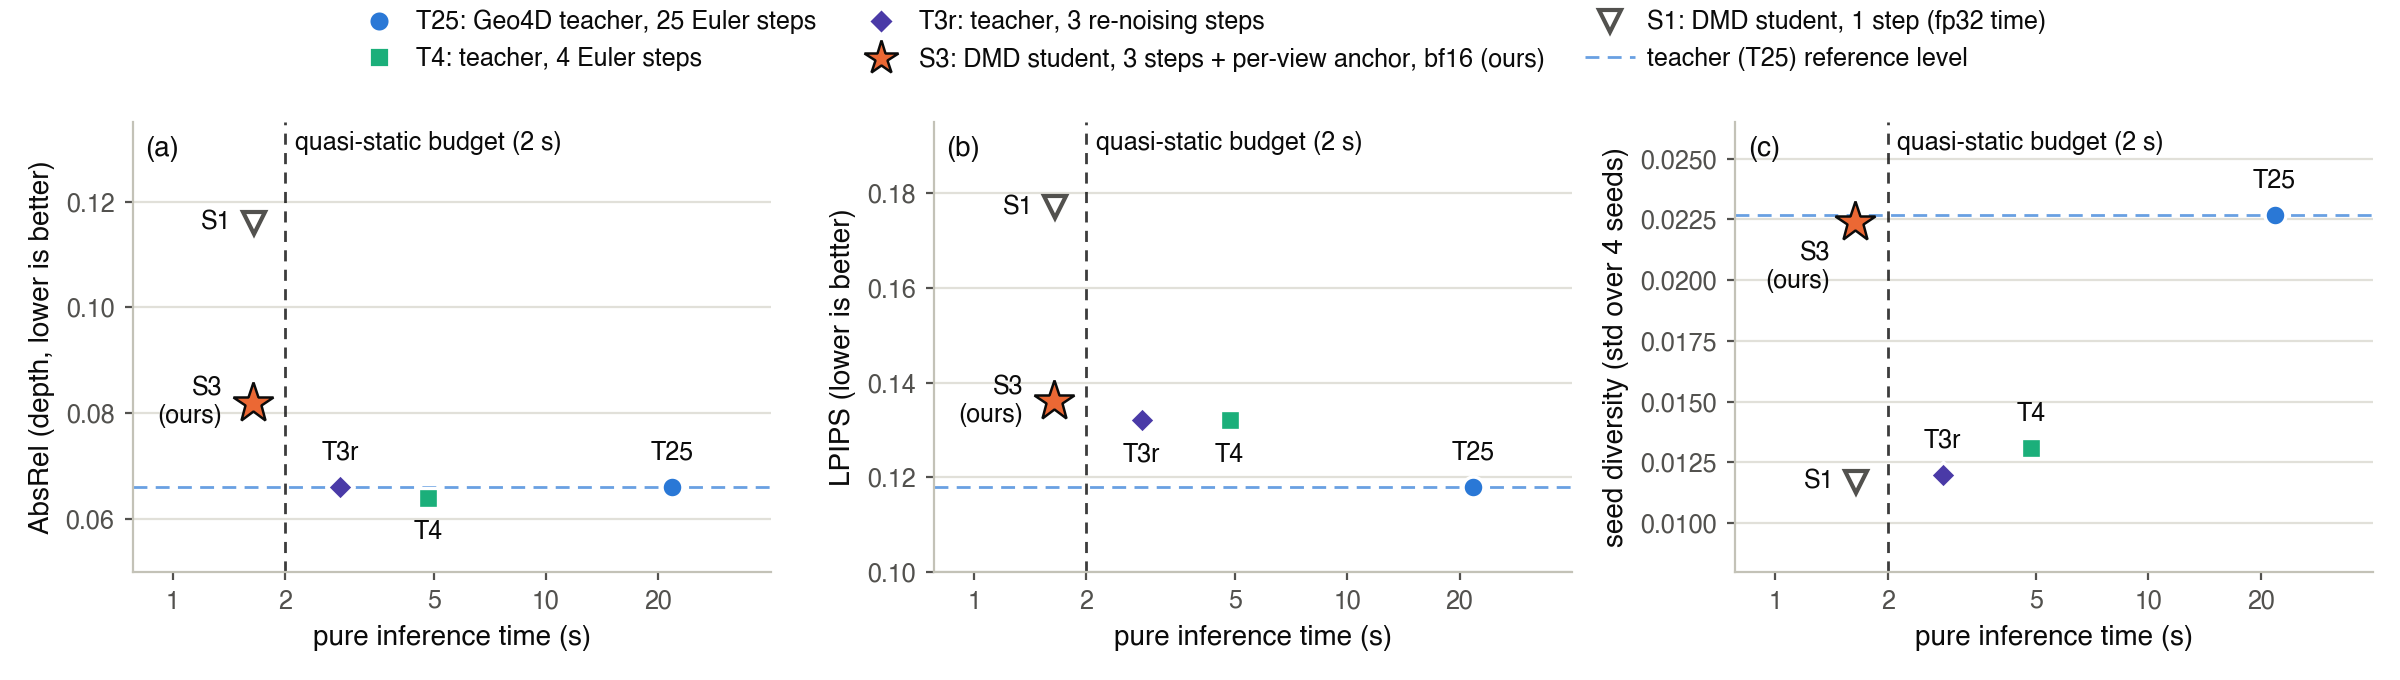 T25: Geo4D teacher, 25 Euler steps
T4: teacher, 4 Euler steps
T3r: teacher, 3 re-noising steps
S3: DMD student, 3 steps + per-view anchor, bf16 (ours)
S1: DMD student, 1 step (fp32 time)
teacher (T25) reference level
(a)
quasi-static budget (2 s)
AbsRel (depth, lower is better)
0.12
0.10
0.08
0.06
S1
S3
(ours)
T3r
T4
T25
1
2
5
10
20
pure inference time (s)
(b)
quasi-static budget (2 s)
LPIPS (lower is better)
0.18
0.16
0.14
0.12
0.10
S1
S3
(ours)
T3r
T4
T25
1
2
5
10
20
pure inference time (s)
(c)
quasi-static budget (2 s)
seed diversity (std over 4 seeds)
0.0250
0.0225
0.0200
0.0175
0.0150
0.0125
0.0100
T25
S3
(ours)
T4
T3r
S1
1
2
5
10
20
pure inference time (s)